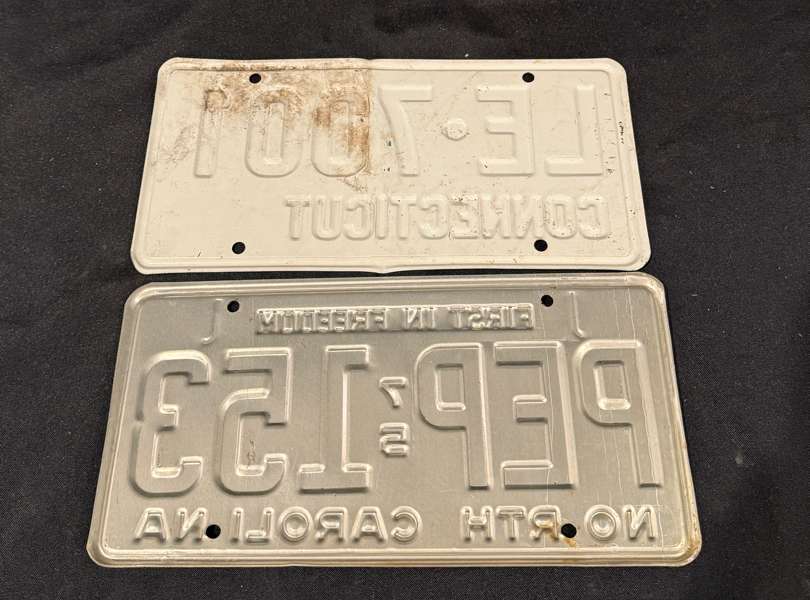 LE·7001
CONNECTICUT
FIRST IN FREEDOM
PEP 75 153
NORTH CAROLINA